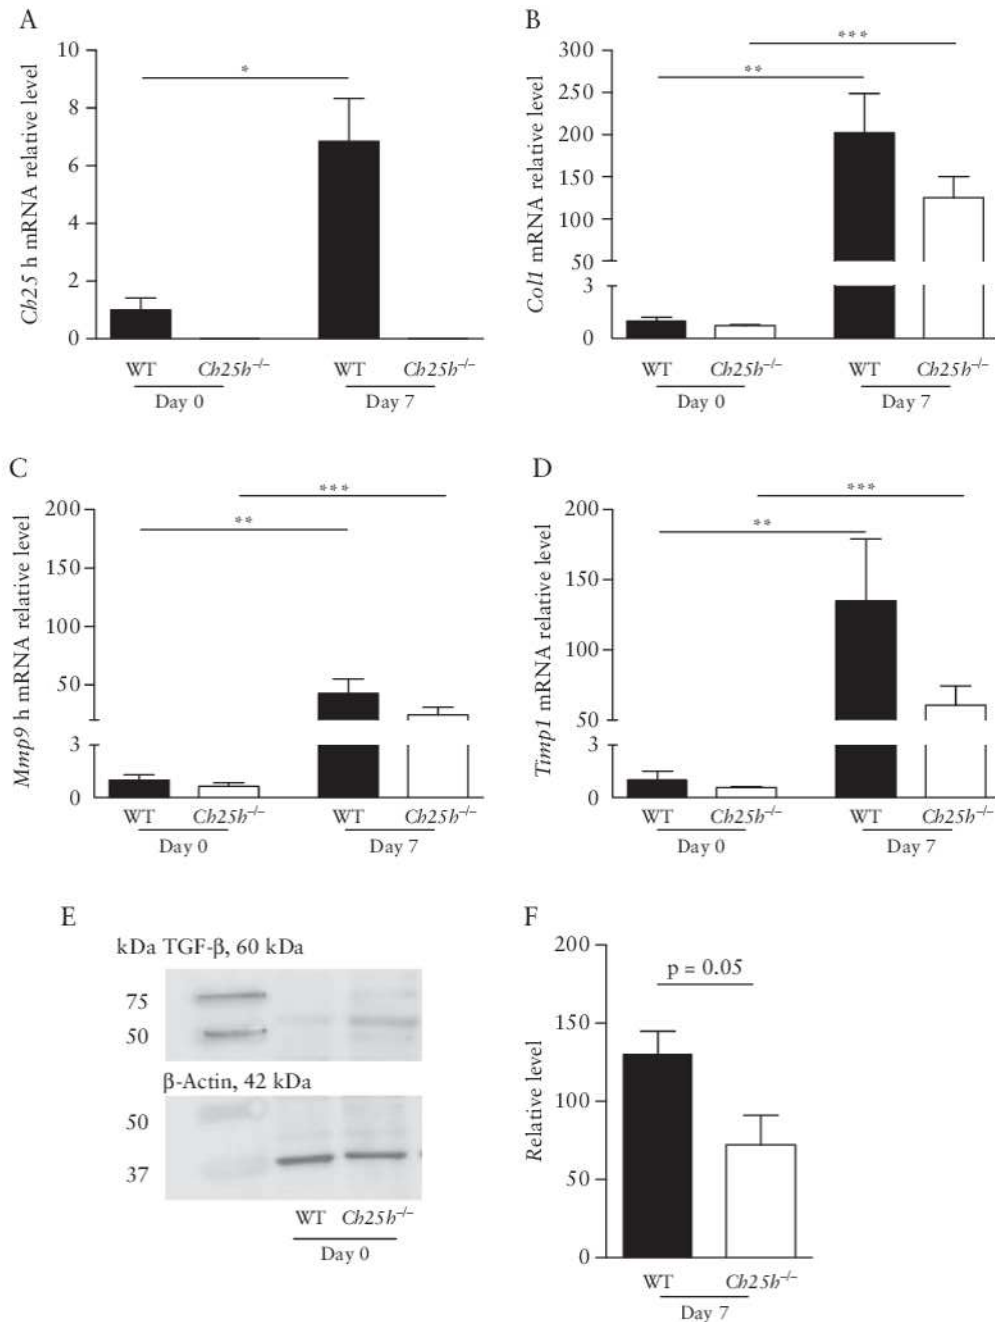 A
Ch25 h mRNA relative level
10
8
6
4
2
0
*
WT Ch25h−/− WT Ch25h−/−
Day 0 Day 7
B
Col1 mRNA relative level
300
250
200
150
100
50
3
0
***
**
WT Ch25h−/− WT Ch25h−/−
Day 0 Day 7
C
Mmp9 h mRNA relative level
200
150
100
50
3
0
***
**
WT Ch25h−/− WT Ch25h−/−
Day 0 Day 7
D
Timp1 mRNA relative level
200
150
100
50
3
0
***
**
WT Ch25h−/− WT Ch25h−/−
Day 0 Day 7
E
kDa TGF-β, 60 kDa
75
50
β-Actin, 42 kDa
50
37
WT Ch25h−/−
Day 0
F
Relative level
200
150
100
50
0
p = 0.05
WT Ch25h−/−
Day 7